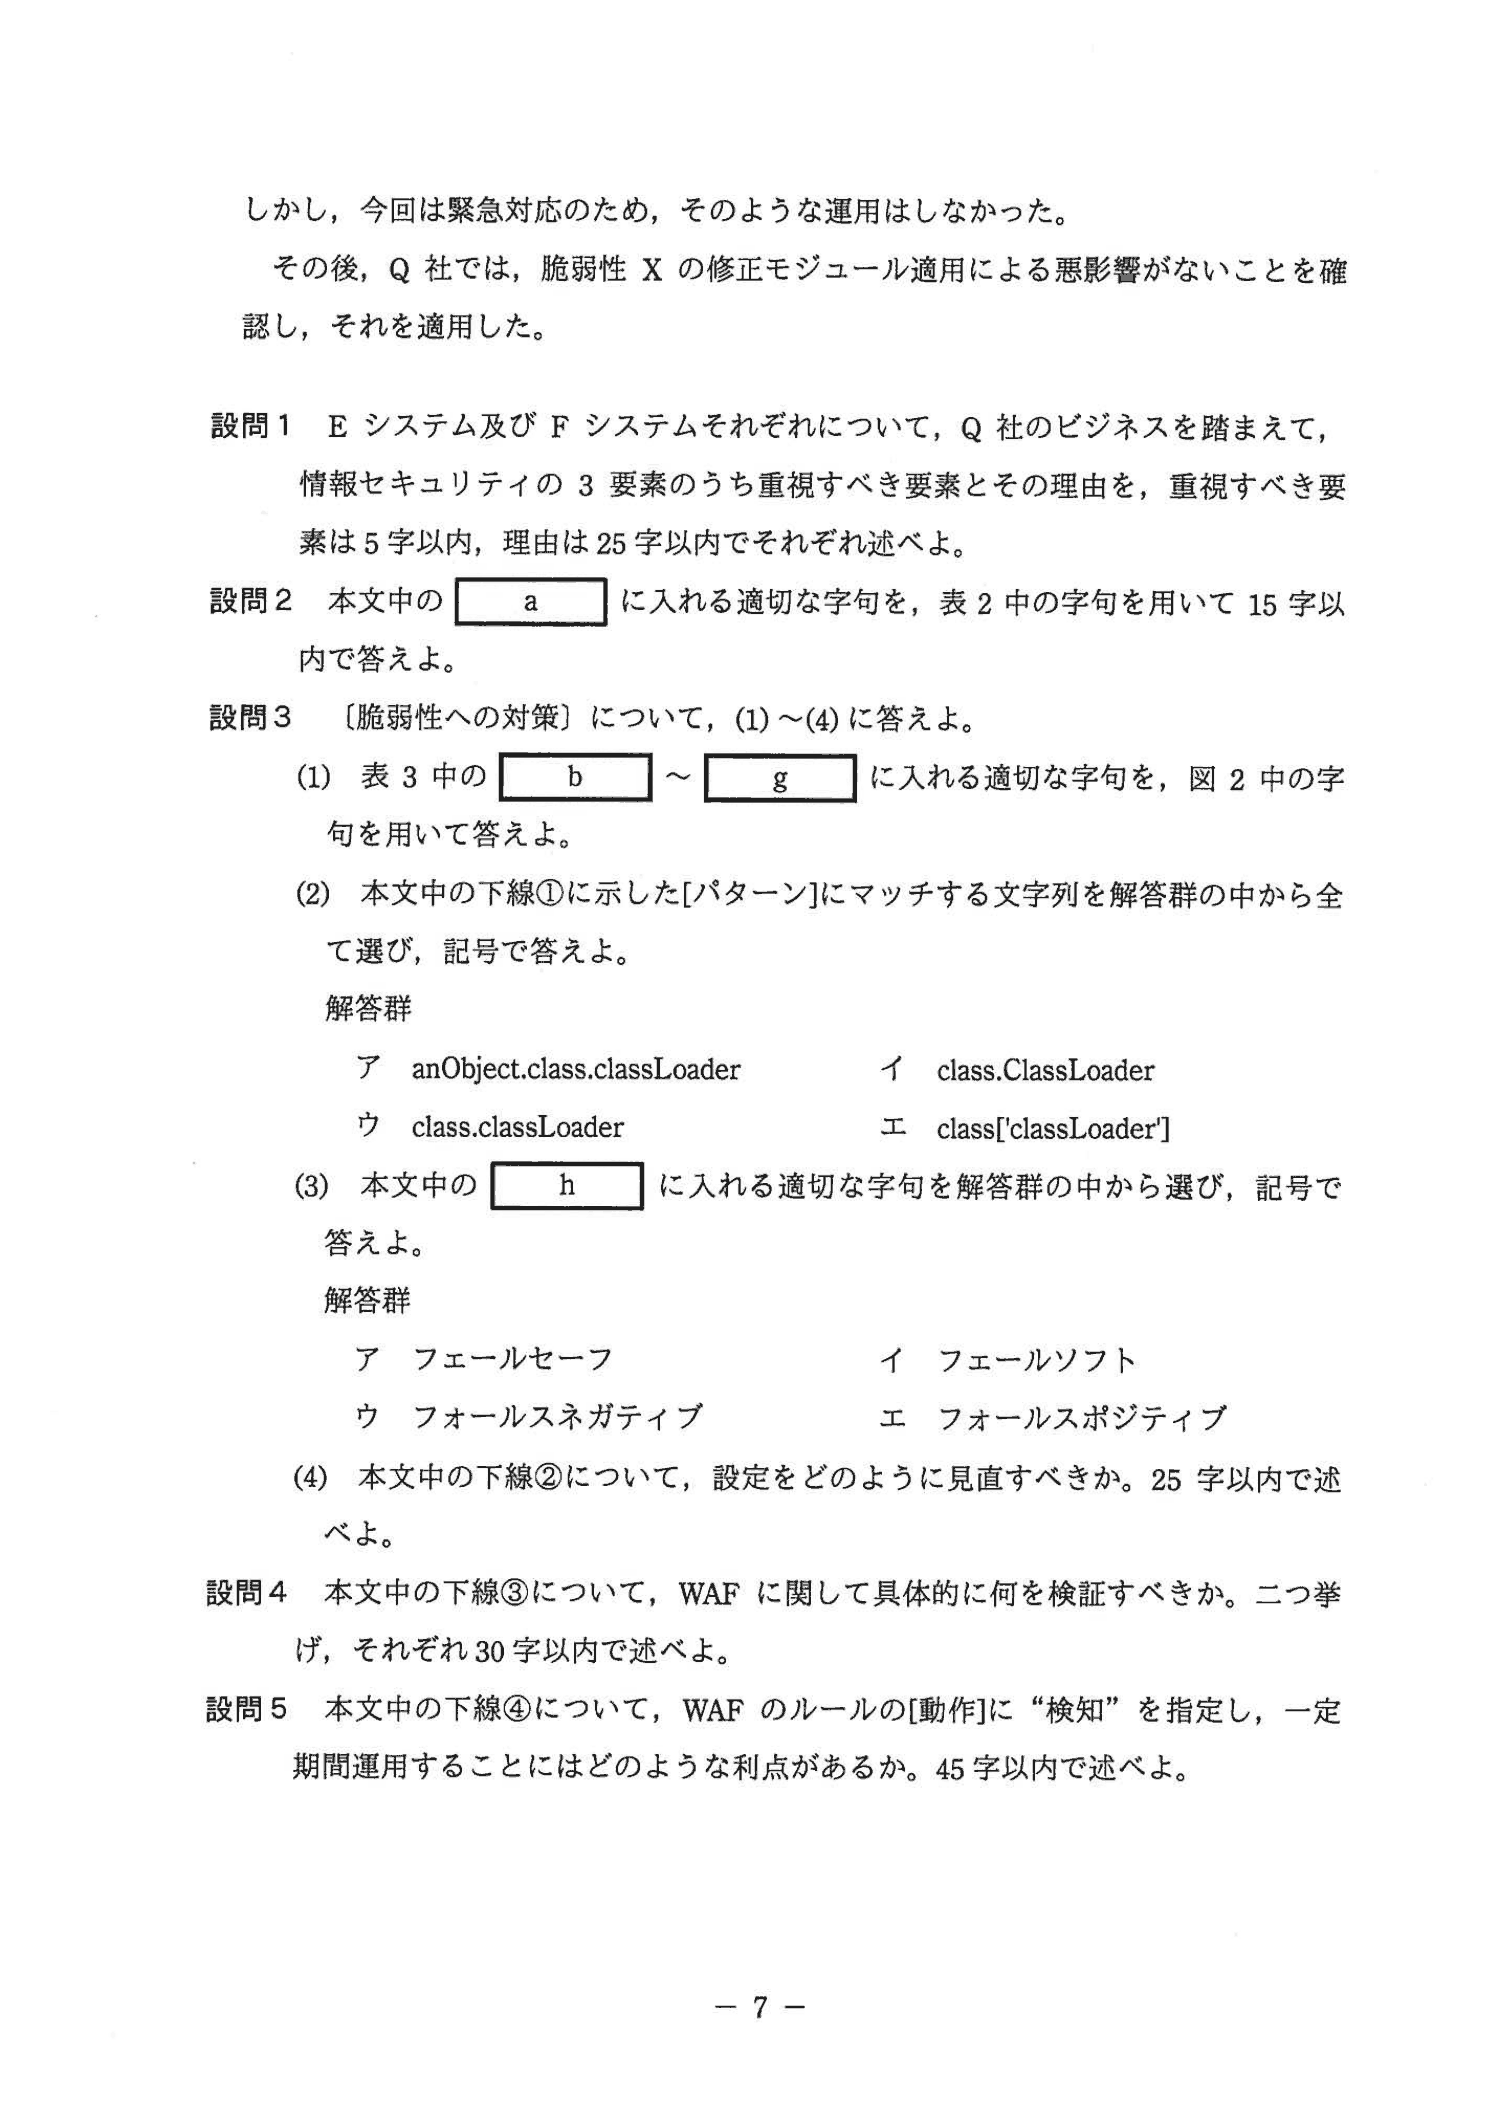 しかし，今回は緊急対応のため，そのような運用はしなかった。
その後，Q 社では，脆弱性 X の修正モジュール適用による悪影響がないことを確
認し，それを適用した。
設問1 E システム及び F システムそれぞれについて，Q 社のビジネスを踏まえて，
情報セキュリティの 3 要素のうち重視すべき要素とその理由を，重視すべき要
素は 5 字以内，理由は 25 字以内でそれぞれ述べよ。
設問2 本文中の a に入れる適切な字句を，表 2 中の字句を用いて 15 字以
内で答えよ。
設問3 〔脆弱性への対策〕について，(1)～(4) に答えよ。
(1) 表 3 中の b ～ g に入れる適切な字句を，図 2 中の字
句を用いて答えよ。
(2) 本文中の下線①に示した[パターン]にマッチする文字列を解答群の中から全
て選び，記号で答えよ。
解答群
ア anObject.class.classLoader イ class.ClassLoader
ウ class.classLoader エ class['classLoader']
(3) 本文中の h に入れる適切な字句を解答群の中から選び，記号で
答えよ。
解答群
ア フェールセーフ イ フェールソフト
ウ フォールスネガティブ エ フォールスポジティブ
(4) 本文中の下線②について，設定をどのように見直すべきか。25 字以内で述
べよ。
設問4 本文中の下線③について，WAF に関して具体的に何を検証すべきか。二つ挙
げ，それぞれ 30 字以内で述べよ。
設問5 本文中の下線④について，WAF のルールの[動作]に“検知”を指定し，一定
期間運用することにはどのような利点があるか。45 字以内で述べよ。
－ 7 －